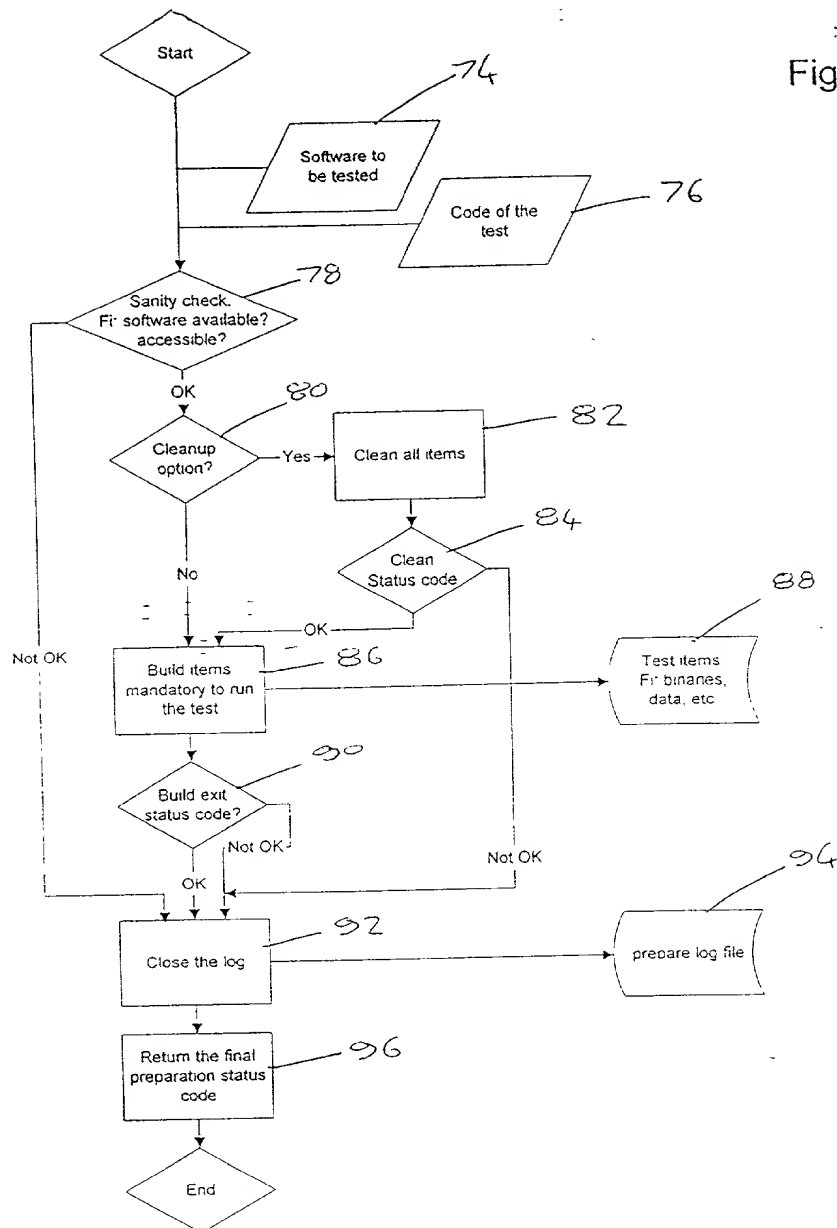 Start
Fig
74
Software to
be tested
76
Code of the
test
78
Sanity check.
Fir software available?
accessible?
OK
80
Cleanup
option?
Yes
82
Clean all items
84
Clean
Status code
No
OK
88
Not OK
86
Build items
mandatory to run
the test
Test items
Fir binaries,
data, etc
90
Build exit
status code?
Not OK
Not OK
OK
94
92
Close the log
prepare log file
96
Return the final
preparation status
code
End